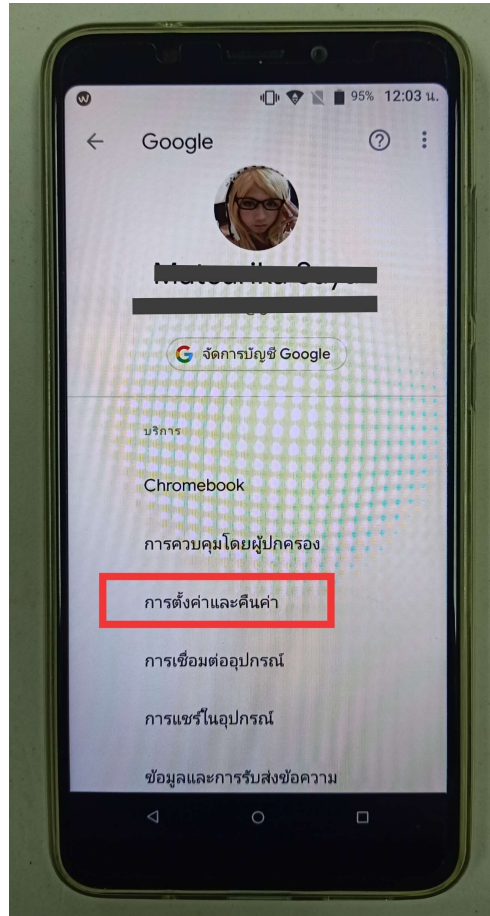 95% 12:03 น.
Google
จัดการบัญชี Google
บริการ
Chromebook
การควบคุมโดยผู้ปกครอง
การตั้งค่าและคืนค่า
การเชื่อมต่ออุปกรณ์
การแชร์ในอุปกรณ์
ข้อมูลและการรับส่งข้อความ